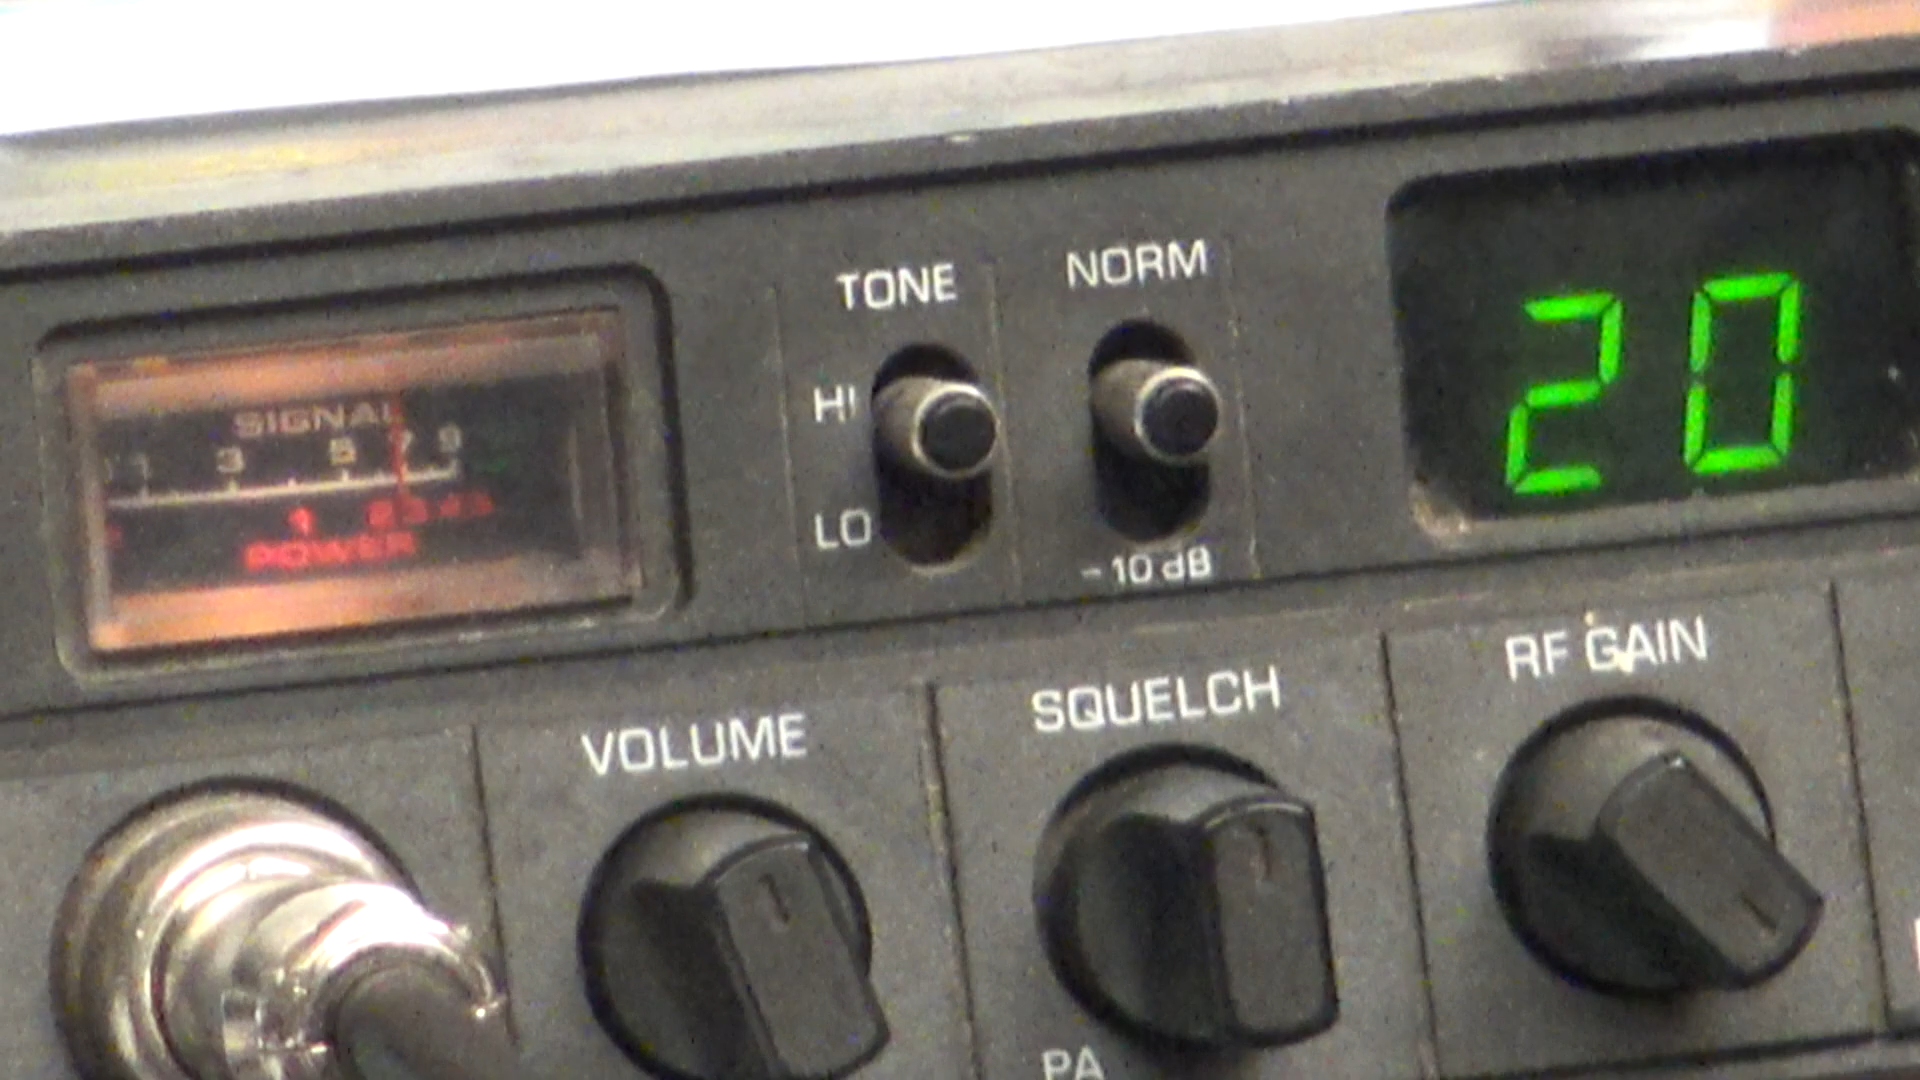 TONE
NORM
20
SIGNAL
1 3 5 7 9
HI
1
POWER
LO
-10 dB
RF GAIN
SQUELCH
VOLUME
PA